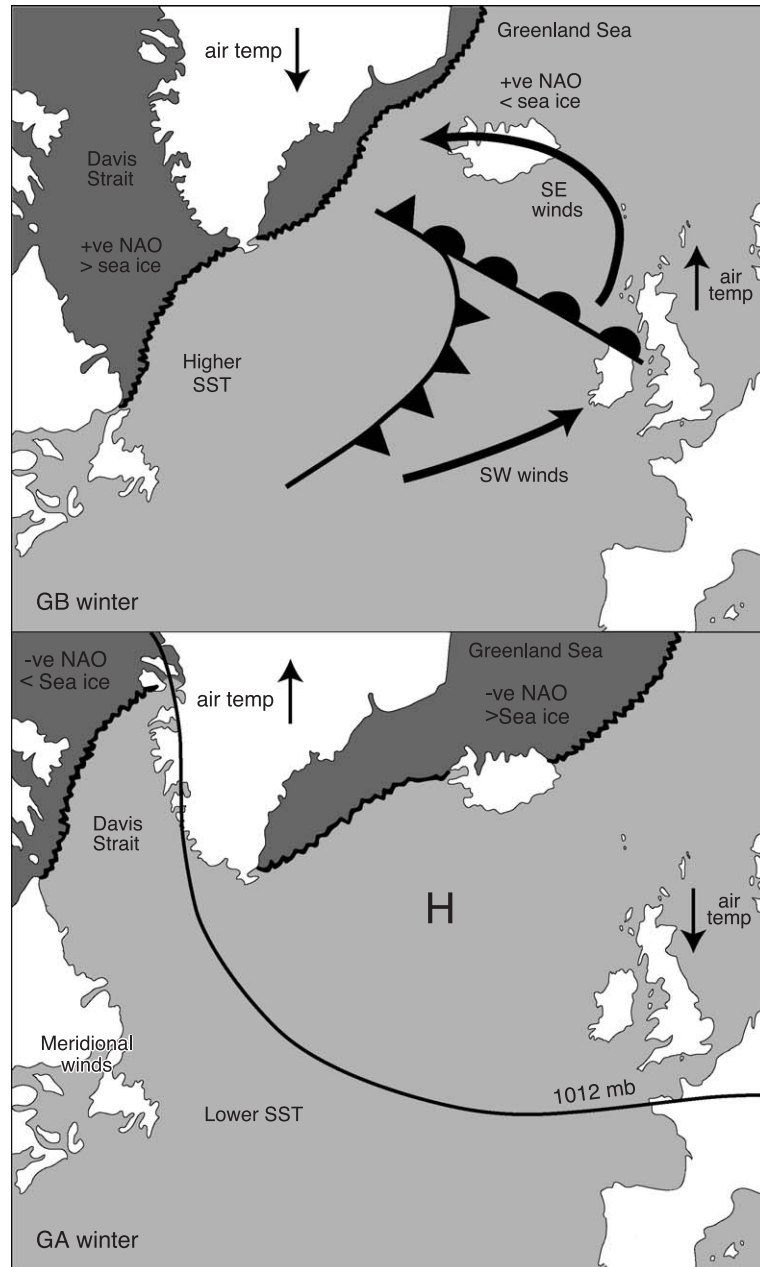 Greenland Sea
air temp
+ve NAO
< sea ice
Davis
Strait
SE
winds
+ve NAO
> sea ice
air
temp
Higher
SST
SW winds
GB winter
-ve NAO
< Sea ice
Greenland Sea
air temp
-ve NAO
>Sea ice
Davis
Strait
H
air
temp
Meridional
winds
1012 mb
Lower SST
GA winter